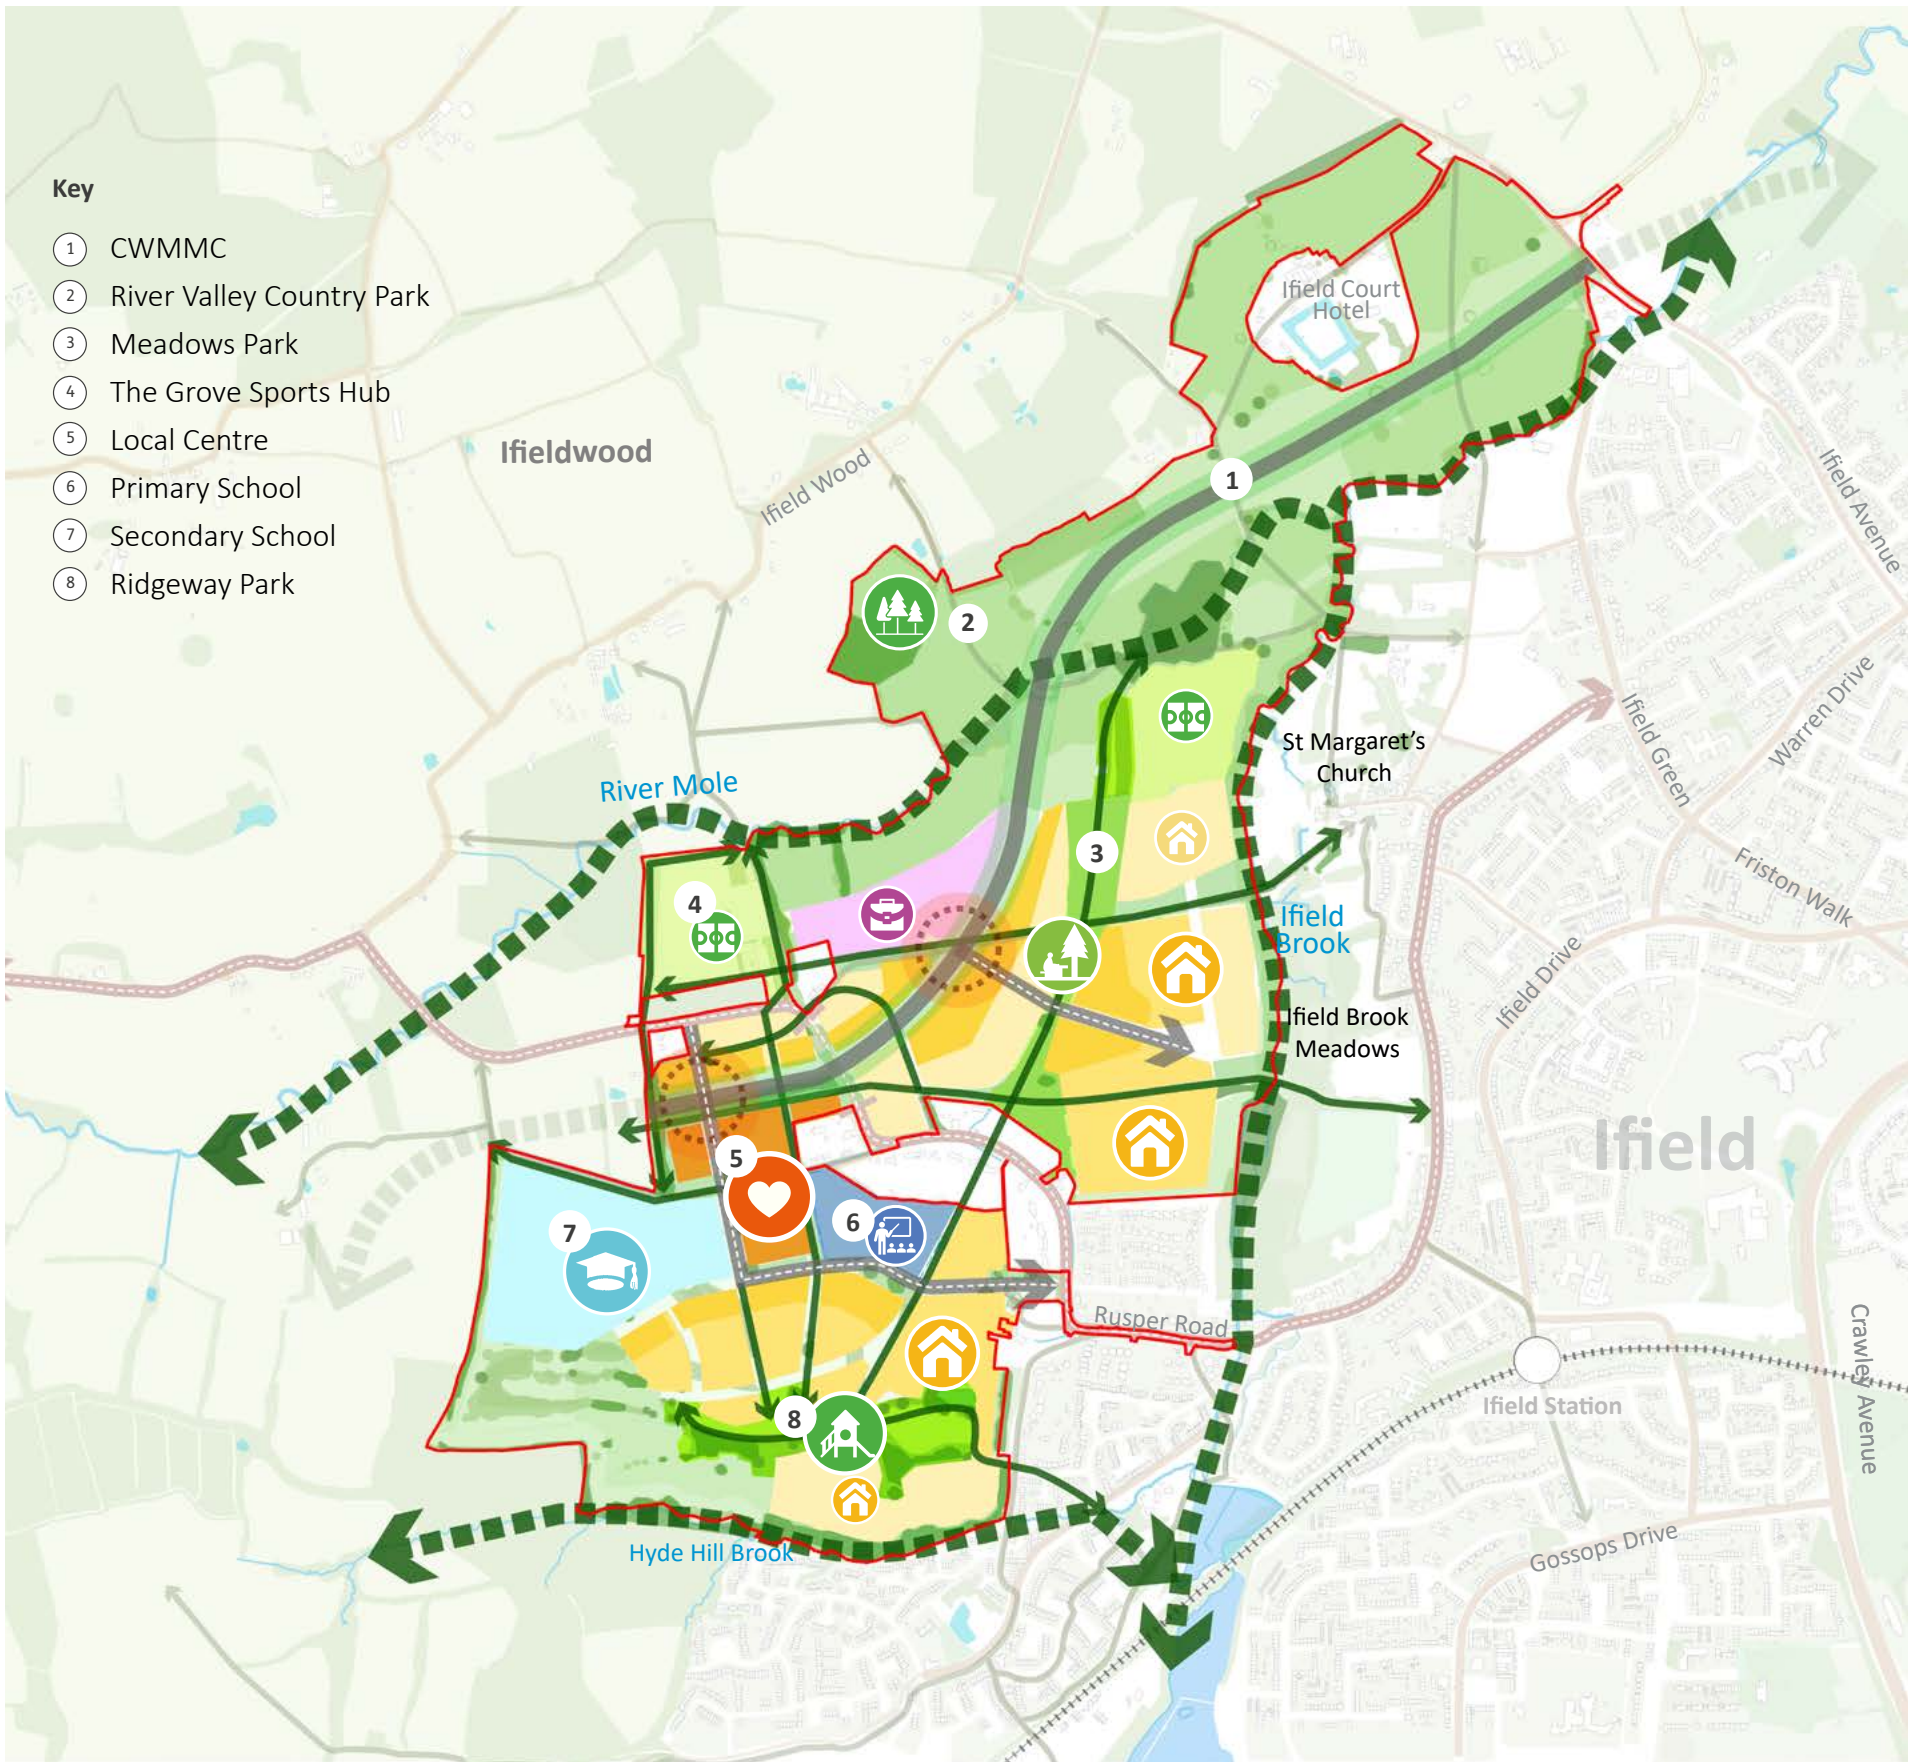 Key
1 CWMMC
2 River Valley Country Park
3 Meadows Park
4 The Grove Sports Hub
5 Local Centre
6 Primary School
7 Secondary School
8 Ridgeway Park
Ifield Court
Hotel
Ifieldwood
Ifield Wood
1
Ifield Avenue
2
River Mole
St Margaret's
Church
Ifield Green
Warren Drive
3
4
Friston Walk
Ifield
Brook
Ifield Drive
Ifield Brook
Meadows
Ifield
5
6
7
Rusper Road
Crawley Avenue
Ifield Station
8
Hyde Hill Brook
Gossops Drive